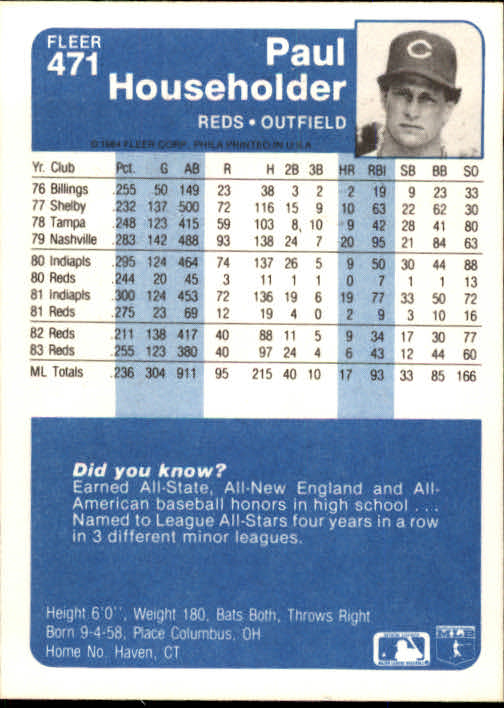 FLEER
471
Paul
Householder
REDS • OUTFIELD
© 1984 FLEER CORP. PHILA PRINTED IN U.S.A.
Yr. Club Pct. G AB R H 2B 3B HR RBI SB BB SO
76 Billings .255 50 149 23 38 3 2 2 19 9 23 33
77 Shelby .232 137 500 72 116 15 9 10 63 22 62 30
78 Tampa .248 123 415 59 103 8 10 9 42 28 41 80
79 Nashville .283 142 488 93 138 24 7 20 95 21 84 63
80 Indiapls .295 124 464 74 137 26 5 9 50 30 44 88
80 Reds .244 20 45 3 11 1 1 0 7 1 1 13
81 Indiapls .300 124 453 72 136 19 6 19 77 33 50 72
81 Reds .275 23 69 12 19 4 0 2 9 3 10 16
82 Reds .211 138 417 40 88 11 5 9 34 17 30 77
83 Reds .255 123 380 40 97 24 4 6 43 12 44 60
ML Totals .236 304 911 95 215 40 10 17 93 33 85 166
Did you know?
Earned All-State, All-New England and All-
American baseball honors in high school . . .
Named to League All-Stars four years in a row
in 3 different minor leagues.
Height 6'0'', Weight 180, Bats Both, Throws Right
Born 9-4-58, Place Columbus, OH
Home No. Haven, CT